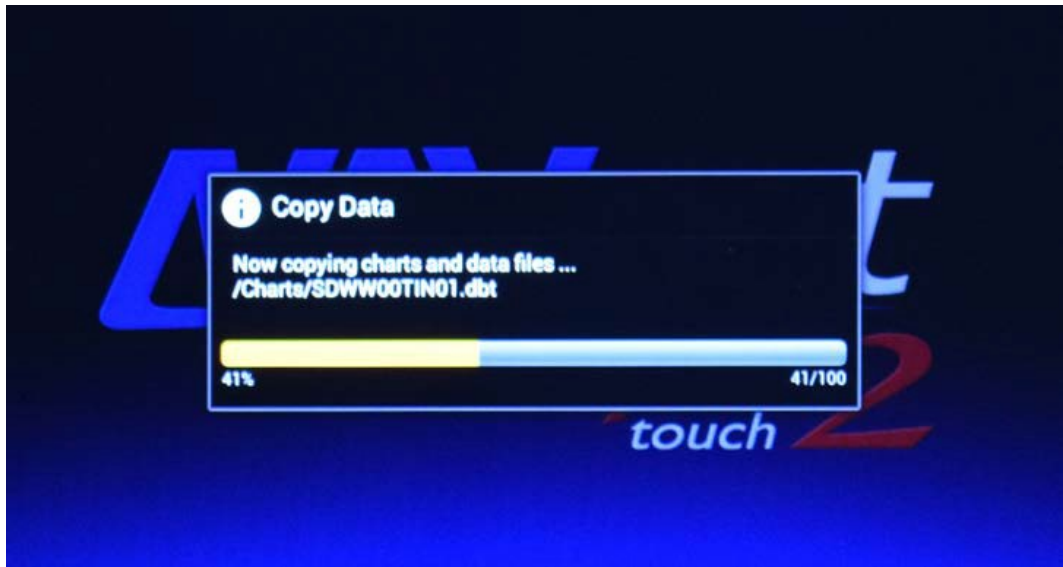 Copy Data
Now copying charts and data files ...
/Charts/SDWW00TIN01.dbt
41%
41/100
touch 2